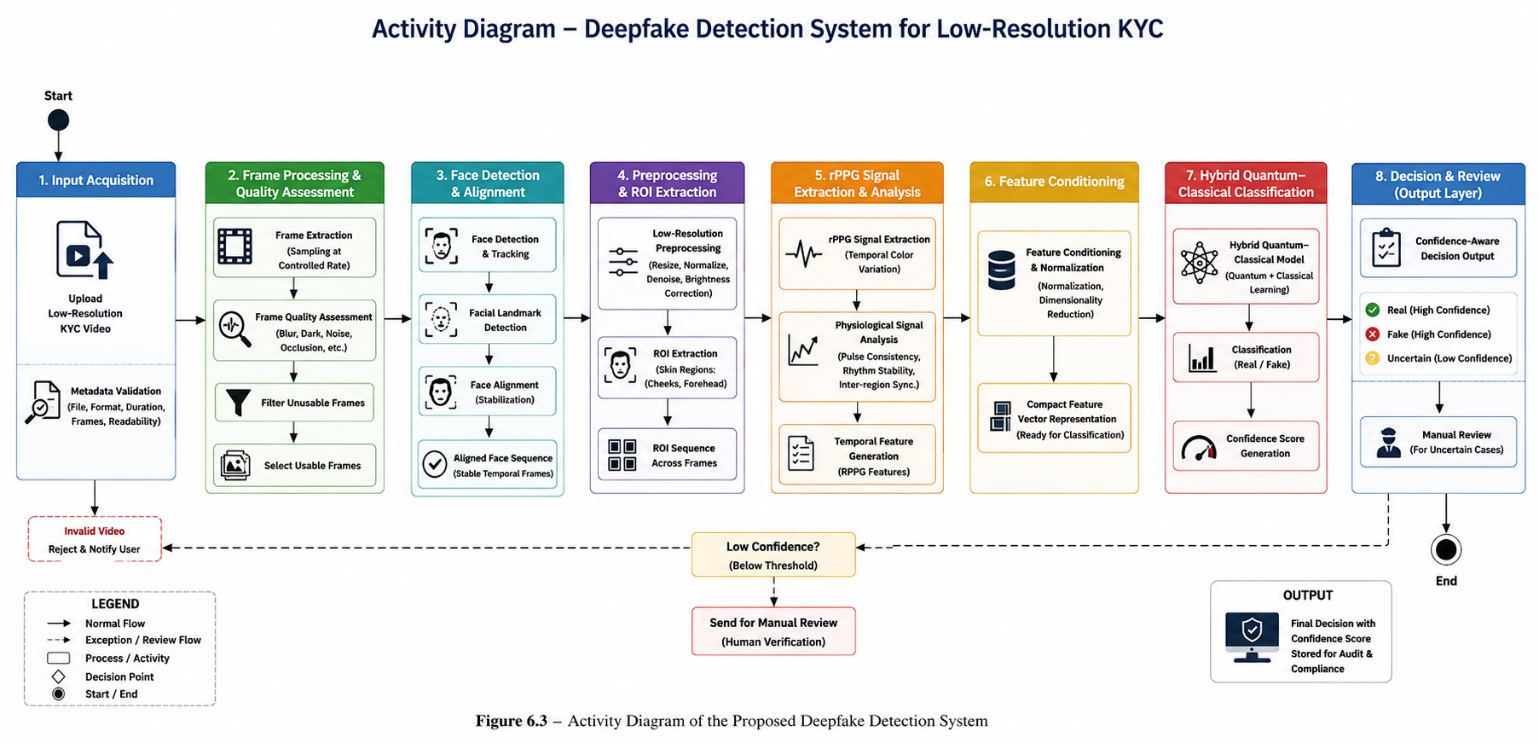 Activity Diagram – Deepfake Detection System for Low-Resolution KYC
Start
1. Input Acquisition
Upload
Low-Resolution
KYC Video
Metadata Validation
(File, Format, Duration,
Frames, Readability)
Invalid Video
Reject & Notify User
2. Frame Processing &
Quality Assessment
Frame Extraction
(Sampling at
Controlled Rate)
Frame Quality Assessment
(Blur, Dark, Noise,
Occlusion, etc.)
Filter Unusable Frames
Select Usable Frames
3. Face Detection
& Alignment
Face Detection
& Tracking
Facial Landmark
Detection
Face Alignment
(Stabilization)
Aligned Face Sequence
(Stable Temporal Frames)
4. Preprocessing
& ROI Extraction
Low-Resolution
Preprocessing
(Resize, Normalize,
Denoise, Brightness
Correction)
ROI Extraction
(Skin Regions:
Cheeks, Forehead)
ROI Sequence
Across Frames
5. rPPG Signal
Extraction & Analysis
rPPG Signal Extraction
(Temporal Color
Variation)
Physiological Signal
Analysis
(Pulse Consistency,
Rhythm Stability,
Inter-region Sync.)
Temporal Feature
Generation
(RPPG Features)
6. Feature Conditioning
Feature Conditioning
& Normalization
(Normalization,
Dimensionality
Reduction)
Compact Feature
Vector Representation
(Ready for Classification)
7. Hybrid Quantum–
Classical Classification
Hybrid Quantum–
Classical Model
(Quantum + Classical
Learning)
Classification
(Real / Fake)
Confidence Score
Generation
8. Decision & Review
(Output Layer)
Confidence-Aware
Decision Output
Real (High Confidence)
Fake (High Confidence)
? Uncertain (Low Confidence)
Manual Review
(For Uncertain Cases)
Low Confidence?
(Below Threshold)
Send for Manual Review
(Human Verification)
End
LEGEND
Normal Flow
Exception / Review Flow
Process / Activity
Decision Point
Start / End
OUTPUT
Final Decision with
Confidence Score
Stored for Audit &
Compliance
Figure 6.3 – Activity Diagram of the Proposed Deepfake Detection System